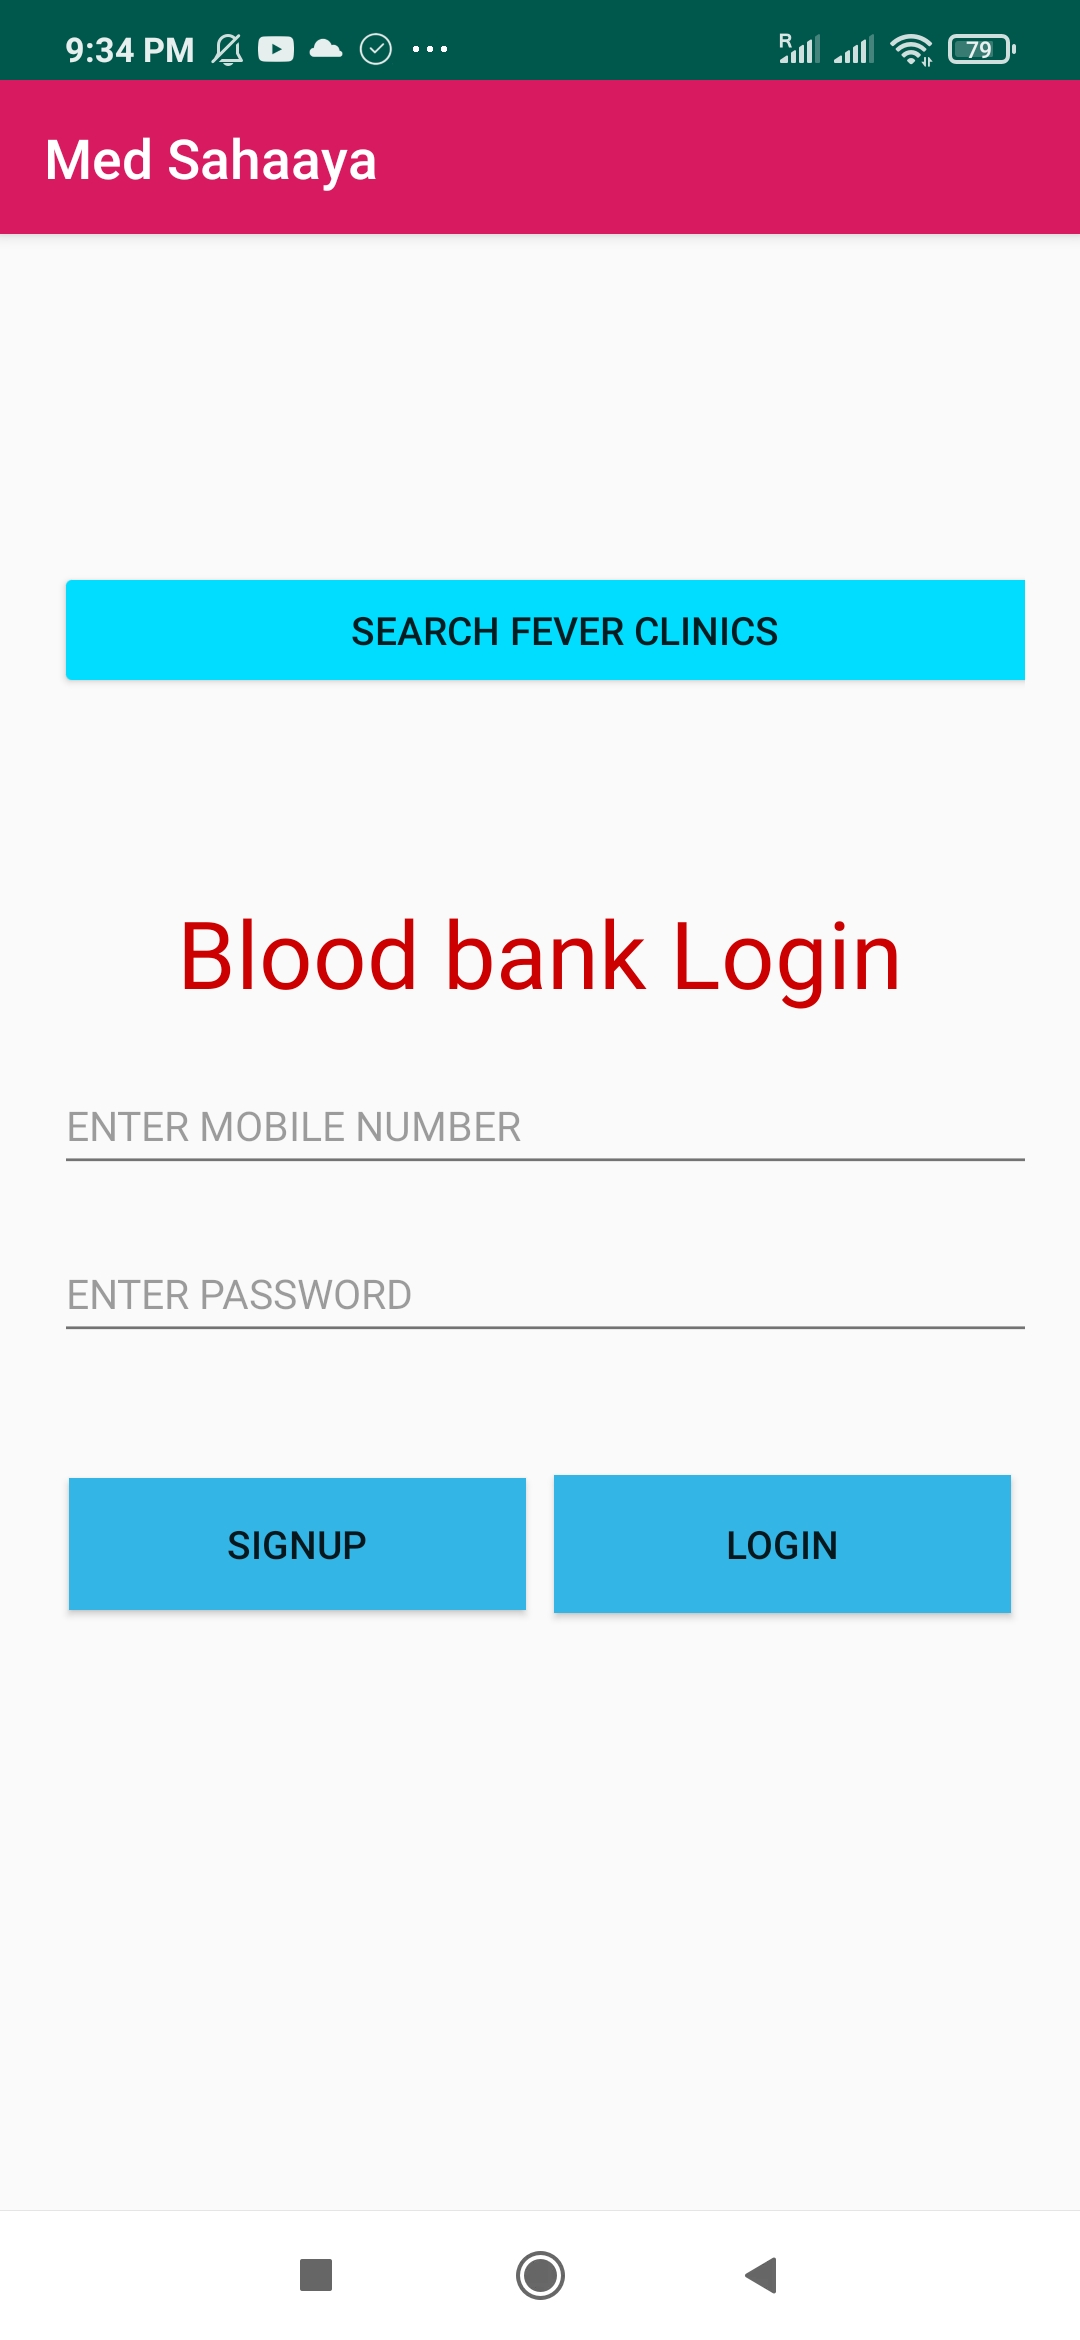 9:34 PM
R
79
Med Sahaaya
SEARCH FEVER CLINICS
Blood bank Login
ENTER MOBILE NUMBER
ENTER PASSWORD
SIGNUP
LOGIN